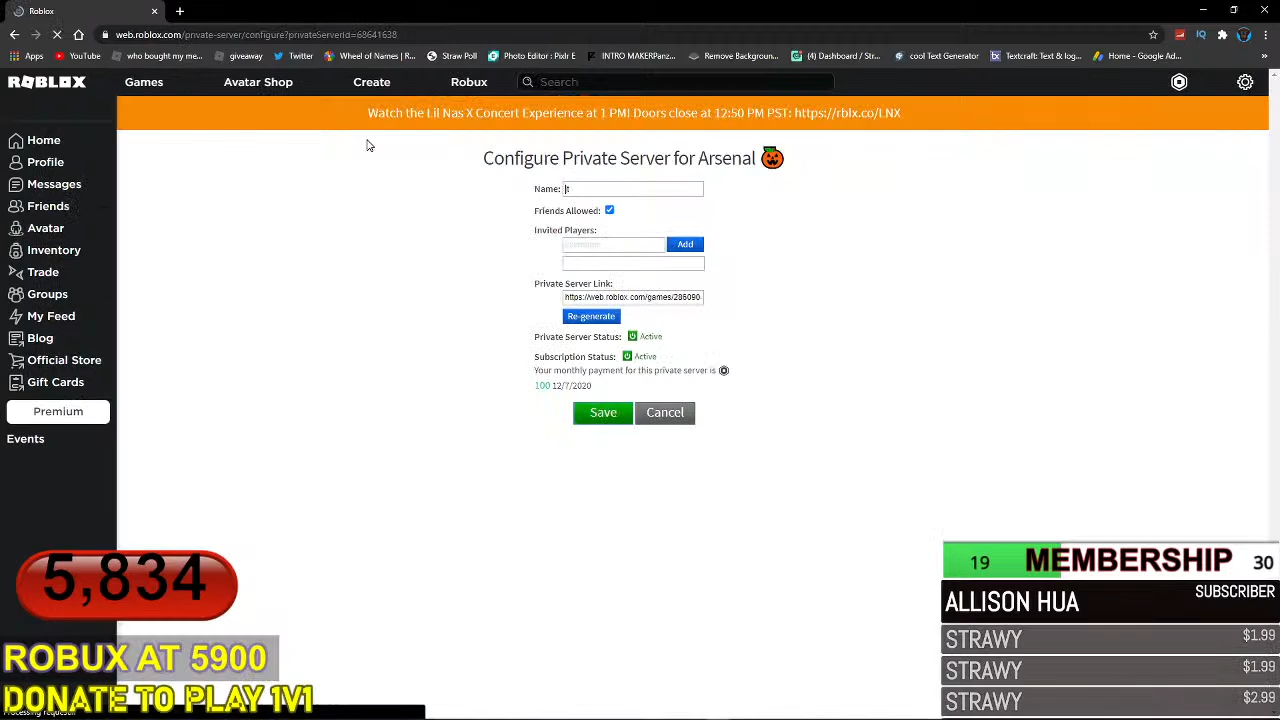 Roblox
web.roblox.com/private-server/configure?privateServerId=68641638
Apps
YouTube
who bought my me...
giveaway
Twitter
Wheel of Names | R...
Straw Poll
Photo Editor : Pixlr E
INTRO MAKERPanz...
Remove Background...
(4) Dashboard / Str...
cool Text Generator
Textcraft: Text & Lo...
Home - Google Ad...
ROBLOX
Games
Avatar Shop
Create
Robux
Search
Watch the Lil Nas X Concert Experience at 1 PM! Doors close at 12:50 PM PST: https://rblx.co/LNX
Home
Profile
Messages
Friends
Avatar
Inventory
Trade
Groups
My Feed
Blog
Official Store
Gift Cards
Premium
Events
Configure Private Server for Arsenal 🎃
Name: t
Friends Allowed:
Invited Players:
username
Add
Private Server Link:
https://web.roblox.com/games/286090
Re-generate
Private Server Status: Active
Subscription Status: Active
Your monthly payment for this private server is
100 12/7/2020
Save
Cancel
5,834
ROBUX AT 5900
DONATE TO PLAY 1V1
Processing request...
19 MEMBERSHIP 30
ALLISON HUA SUBSCRIBER
STRAWY $1.99
STRAWY $1.99
STRAWY $2.99